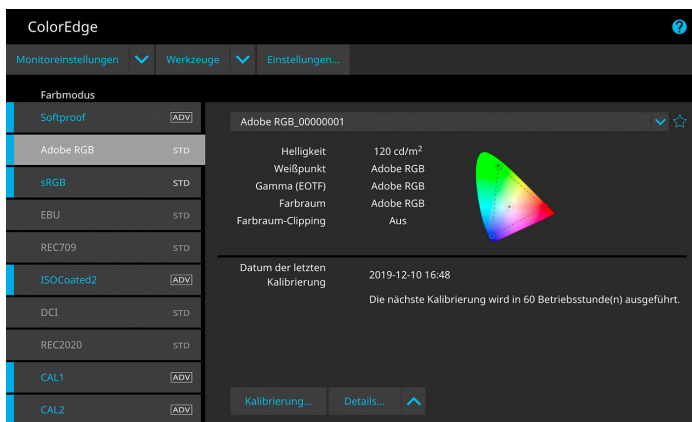 ColorEdge
?
Monitoreinstellungen
Werkzeuge
Einstellungen...
Farbmodus
Softproof ADV
Adobe RGB STD
sRGB STD
EBU STD
REC709 STD
ISOCoated2 ADV
DCI STD
REC2020 STD
CAL1 ADV
CAL2 ADV
Adobe RGB_00000001
Helligkeit 120 cd/m²
Weißpunkt Adobe RGB
Gamma (EOTF) Adobe RGB
Farbraum Adobe RGB
Farbraum-Clipping Aus
Datum der letzten
Kalibrierung
2019-12-10 16:48
Die nächste Kalibrierung wird in 60 Betriebsstunde(n) ausgeführt.
Kalibrierung...
Details...